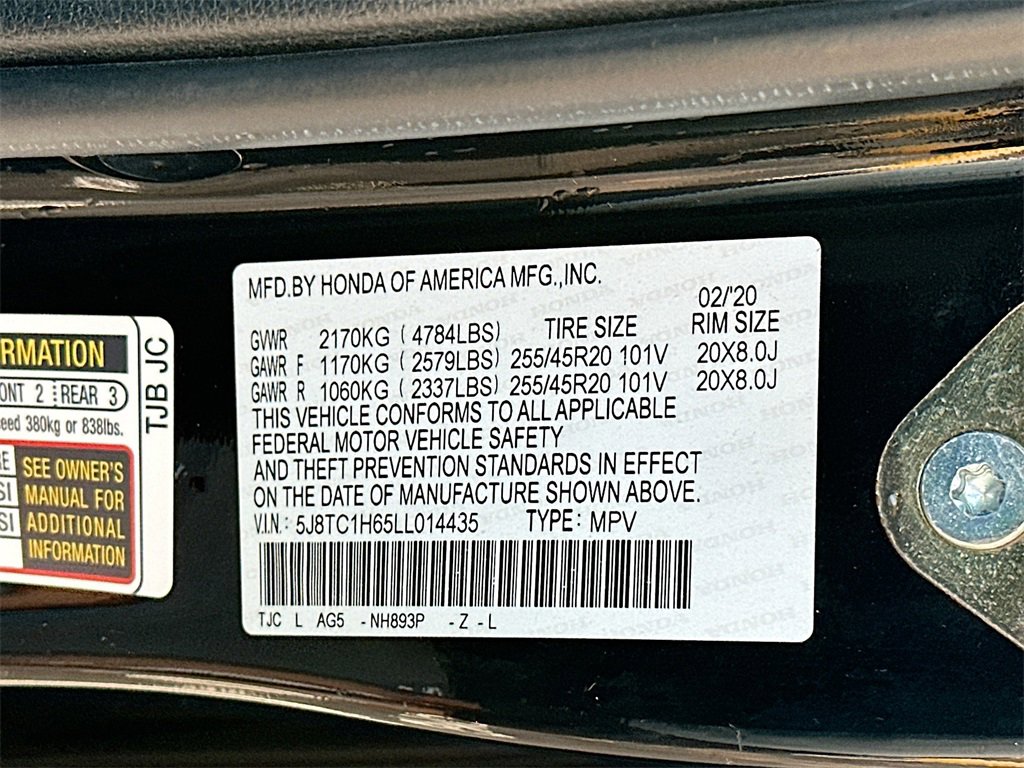 RMATION
ONT 2 REAR 3
eed 380kg or 838lbs.
RE
SI
SI
SEE OWNER'S
MANUAL FOR
ADDITIONAL
INFORMATION
TJB JC
MFD.BY HONDA OF AMERICA MFG.,INC.
02/'20
GVWR 2170KG ( 4784LBS) TIRE SIZE RIM SIZE
GAWR F 1170KG ( 2579LBS) 255/45R20 101V 20X8.0J
GAWR R 1060KG ( 2337LBS) 255/45R20 101V 20X8.0J
THIS VEHICLE CONFORMS TO ALL APPLICABLE
FEDERAL MOTOR VEHICLE SAFETY
AND THEFT PREVENTION STANDARDS IN EFFECT
ON THE DATE OF MANUFACTURE SHOWN ABOVE.
V.I.N.: 5J8TC1H65LL014435 TYPE: MPV
TJC L AG5 -NH893P -Z -L